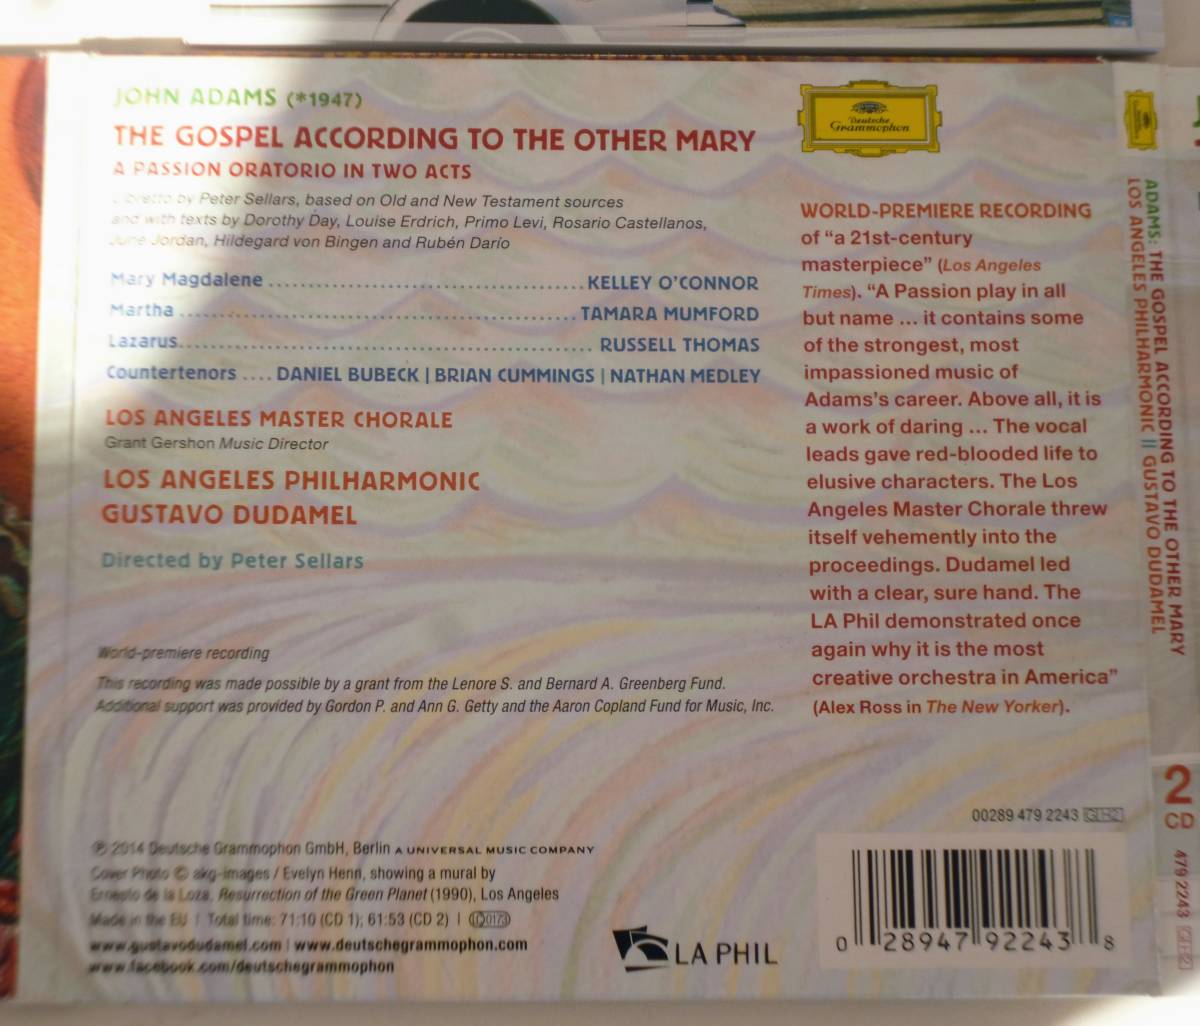 JOHN ADAMS (*1947)
THE GOSPEL ACCORDING TO THE OTHER MARY
A PASSION ORATORIO IN TWO ACTS
Libretto by Peter Sellars, based on Old and New Testament sources
and with texts by Dorothy Day, Louise Erdrich, Primo Levi, Rosario Castellanos,
June Jordan, Hildegard von Bingen and Rubén Darío
Mary Magdalene ..................................... KELLEY O'CONNOR
Martha ................................................ TAMARA MUMFORD
Lazarus.................................................. RUSSELL THOMAS
Countertenors .... DANIEL BUBECK | BRIAN CUMMINGS | NATHAN MEDLEY
LOS ANGELES MASTER CHORALE
Grant Gershon Music Director
LOS ANGELES PHILHARMONIC
GUSTAVO DUDAMEL
Directed by Peter Sellars
World-premiere recording
This recording was made possible by a grant from the Lenore S. and Bernard A. Greenberg Fund.
Additional support was provided by Gordon P. and Ann G. Getty and the Aaron Copland Fund for Music, Inc.
℗ 2014 Deutsche Grammophon GmbH, Berlin A UNIVERSAL MUSIC COMPANY
Cover Photo © akg-images / Evelyn Henn, showing a mural by
Ernesto de la Loza, Resurrection of the Green Planet (1990), Los Angeles
Made in the EU | Total time: 71:10 (CD 1); 61:53 (CD 2) | LC 0173
www.gustavodudamel.com | www.deutschegrammophon.com
www.facebook.com/deutschegrammophon
Deutsche
Grammophon
WORLD-PREMIERE RECORDING
of “a 21st-century
masterpiece” (Los Angeles
Times). “A Passion play in all
but name ... it contains some
of the strongest, most
impassioned music of
Adams's career. Above all, it is
a work of daring ... The vocal
leads gave red-blooded life to
elusive characters. The Los
Angeles Master Chorale threw
itself vehemently into the
proceedings. Dudamel led
with a clear, sure hand. The
LA Phil demonstrated once
again why it is the most
creative orchestra in America”
(Alex Ross in The New Yorker).
00289 479 2243 GH2
LA PHIL
0 28947 92243 8
ADAMS: THE GOSPEL ACCORDING TO THE OTHER MARY
LOS ANGELES PHILHARMONIC || GUSTAVO DUDAMEL
2
CD
479 2243 GH2